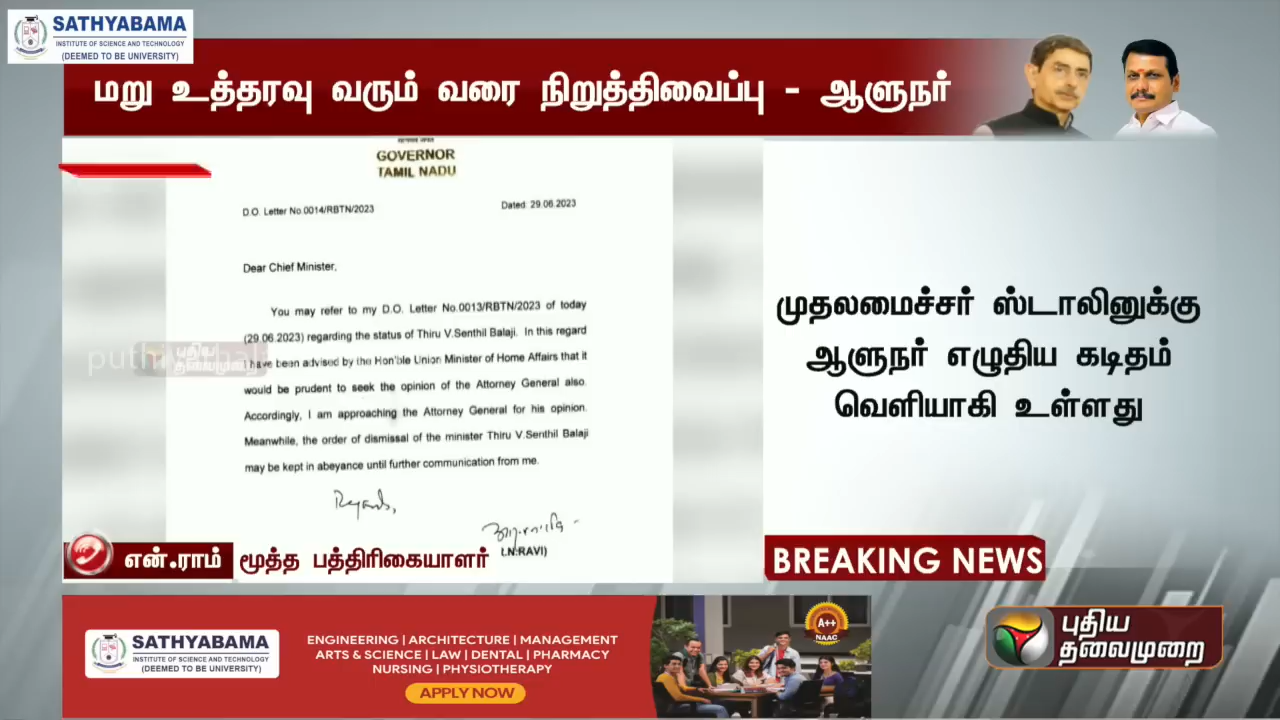 SATHYABAMA
INSTITUTE OF SCIENCE AND TECHNOLOGY
(DEEMED TO BE UNIVERSITY)
மறு உத்தரவு வரும் வரை நிறுத்திவைப்பு - ஆளுநர்
GOVERNOR
TAMIL NADU
D.O. Letter No.0014/RBTN/2023
Dated: 29.06.2023
Dear Chief Minister,
You may refer to my D.O. Letter No.0013/RBTN/2023 of today
(29.06.2023) regarding the status of Thiru V.Senthil Balaji. In this regard
I have been advised by the Hon'ble Union Minister of Home Affairs that it
would be prudent to seek the opinion of the Attorney General also.
Accordingly, I am approaching the Attorney General for his opinion.
Meanwhile, the order of dismissal of the minister Thiru V.Senthil Balaji
may be kept in abeyance until further communication from me.
Regards,
.N.RAVI)
புதிய
தலைமுறை
முதலமைச்சர் ஸ்டாலினுக்கு
ஆளுநர் எழுதிய கடிதம்
வெளியாகி உள்ளது
என்.ராம் மூத்த பத்திரிகையாளர்
BREAKING NEWS
SATHYABAMA
INSTITUTE OF SCIENCE AND TECHNOLOGY
(DEEMED TO BE UNIVERSITY)
ENGINEERING | ARCHITECTURE | MANAGEMENT
ARTS & SCIENCE | LAW | DENTAL | PHARMACY
NURSING | PHYSIOTHERAPY
APPLY NOW
A++
NAAC
புதிய
தலைமுறை